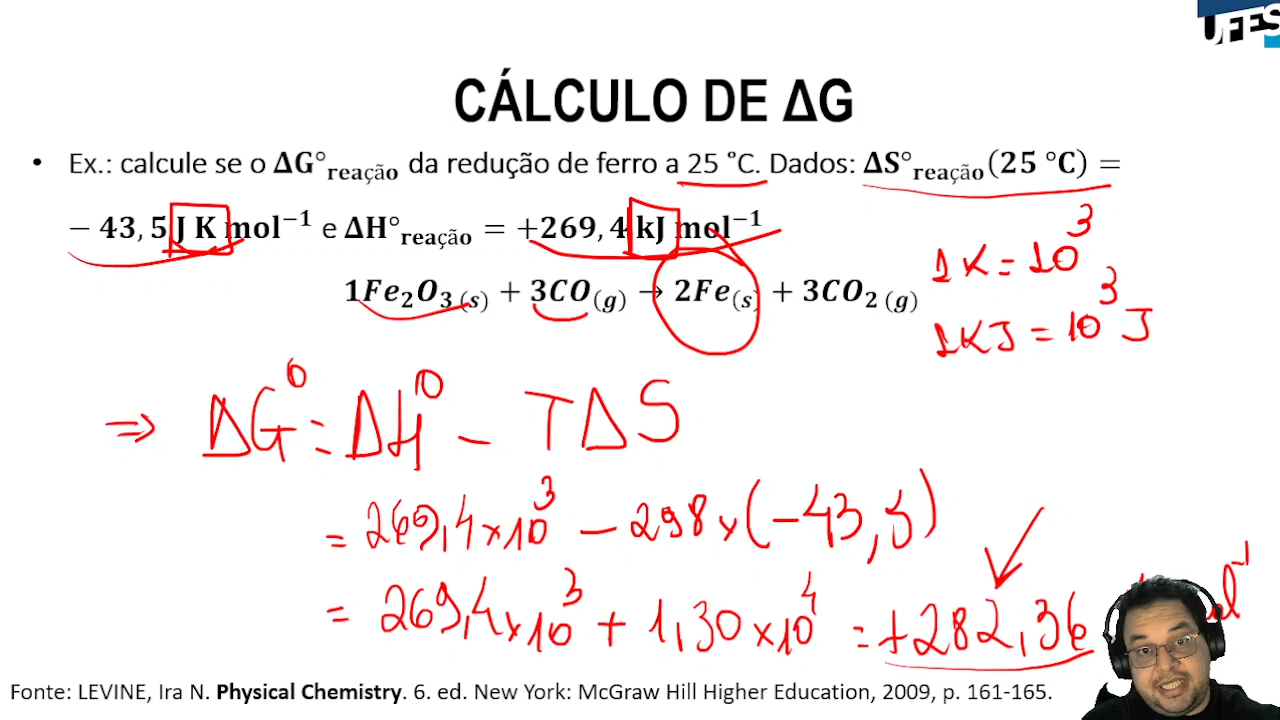 UFES
CÁLCULO DE ΔG
• Ex.: calcule se o ΔG°reação da redução de ferro a 25 °C. Dados: ΔS°reação(25 °C) =
− 43,5 J K mol⁻¹ e ΔH°reação = +269,4 kJ mol⁻¹
1Fe₂O₃ (s) + 3CO(g) → 2Fe(s) + 3CO₂ (g)
1K = 10³
1KJ = 10³ J
⇒ ΔG⁰ = ΔH⁰ − TΔS
= 269,4 × 10³ − 298 × (−43,5)
= 269,4 × 10³ + 1,30 × 10⁴ = +282,36
Fonte: LEVINE, Ira N. Physical Chemistry. 6. ed. New York: McGraw Hill Higher Education, 2009, p. 161-165.